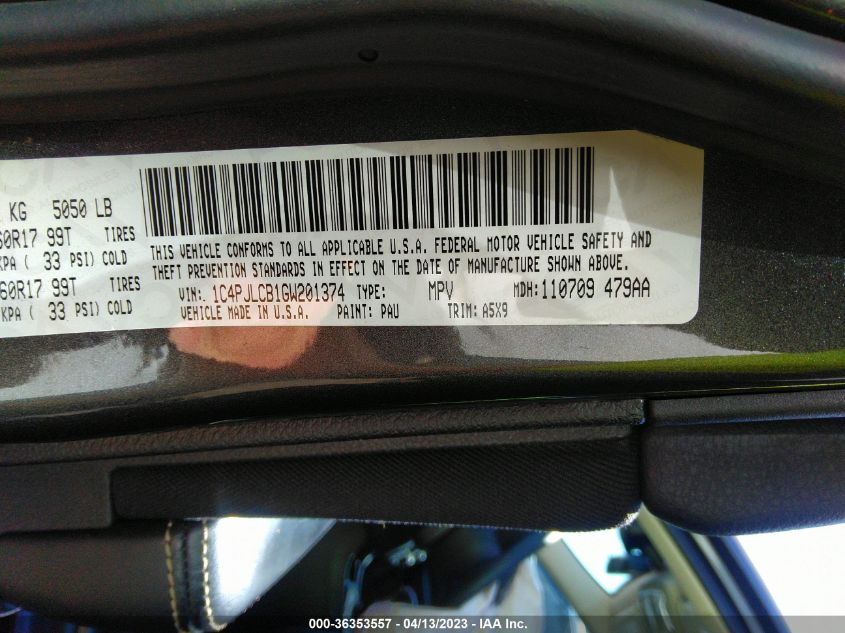 KG 5050 LB
60R17 99T TIRES
KPA ( 33 PSI) COLD
60R17 99T TIRES
KPA ( 33 PSI) COLD
THIS VEHICLE CONFORMS TO ALL APPLICABLE U.S.A. FEDERAL MOTOR VEHICLE SAFETY AND
THEFT PREVENTION STANDARDS IN EFFECT ON THE DATE OF MANUFACTURE SHOWN ABOVE.
VIN: 1C4PJLCB1GW201374 TYPE: MPV MDH:110709 479AA
VEHICLE MADE IN U.S.A. PAINT: PAU TRIM: A5X9
000-36353557 - 04/13/2023 - IAA Inc.